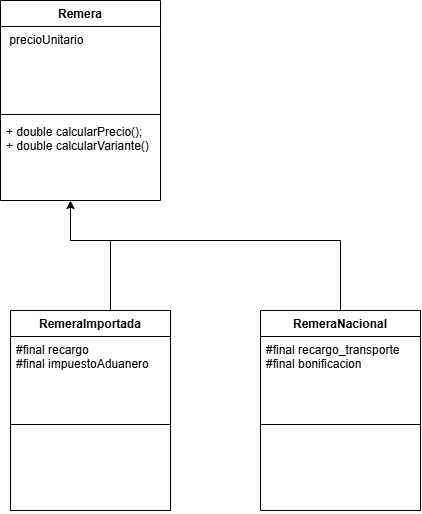 Remera
precioUnitario
+ double calcularPrecio();
+ double calcularVariante()
RemeraImportada
#final recargo
#final impuestoAduanero
RemeraNacional
#final recargo_transporte
#final bonificacion